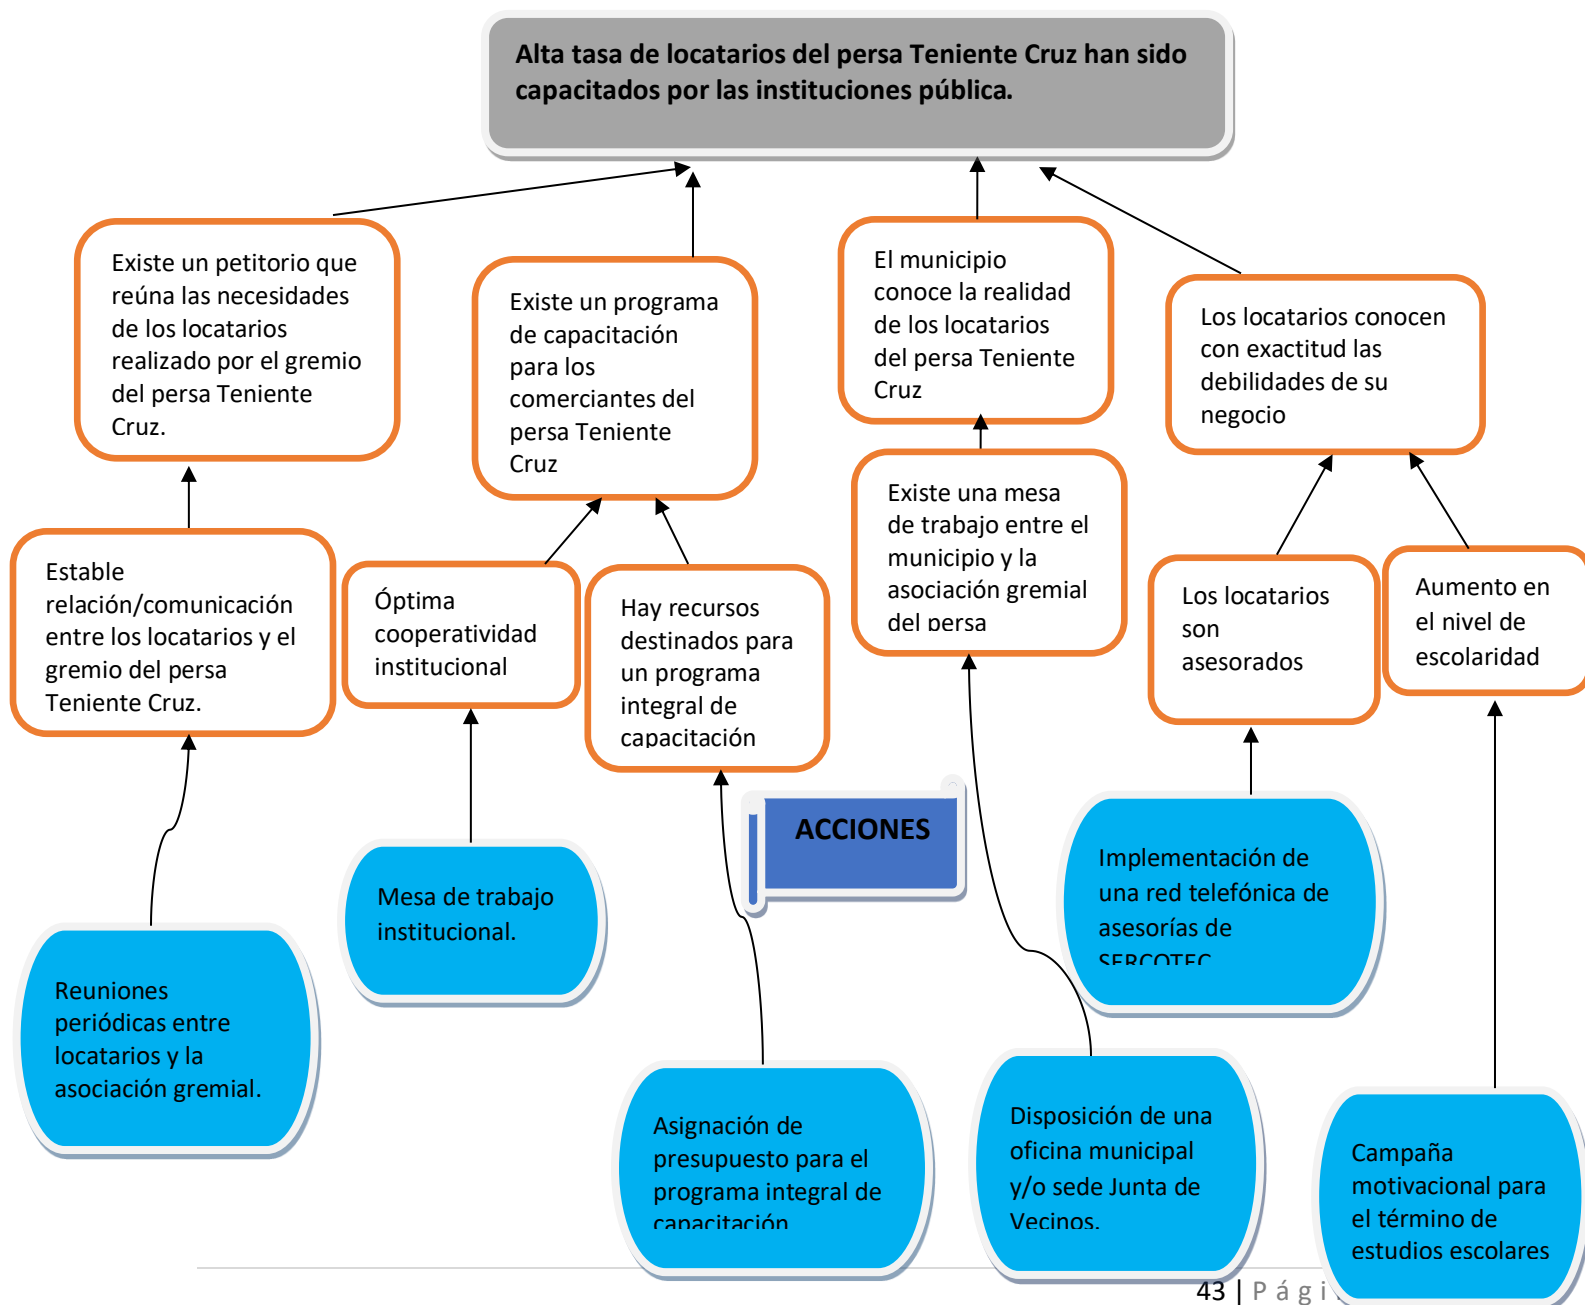 Alta tasa de locatarios del persa Teniente Cruz han sido
capacitados por las instituciones pública.
Existe un petitorio que
reúna las necesidades
de los locatarios
realizado por el gremio
del persa Teniente
Cruz.
Existe un programa
de capacitación
para los
comerciantes del
persa Teniente
Cruz
El municipio
conoce la realidad
de los locatarios
del persa Teniente
Cruz
Los locatarios conocen
con exactitud las
debilidades de su
negocio
Estable
relación/comunicación
entre los locatarios y el
gremio del persa
Teniente Cruz.
Óptima
cooperatividad
institucional
Hay recursos
destinados para
un programa
integral de
capacitación
Existe una mesa
de trabajo entre el
municipio y la
asociación gremial
del persa
Los locatarios
son
asesorados
Aumento en
el nivel de
escolaridad
ACCIONES
Reuniones
periódicas entre
locatarios y la
asociación gremial.
Mesa de trabajo
institucional.
Asignación de
presupuesto para el
programa integral de
capacitación
Disposición de una
oficina municipal
y/o sede Junta de
Vecinos.
Implementación de
una red telefónica de
asesorías de
SERCOTEC
Campaña
motivacional para
el término de
estudios escolares
43 | Pági